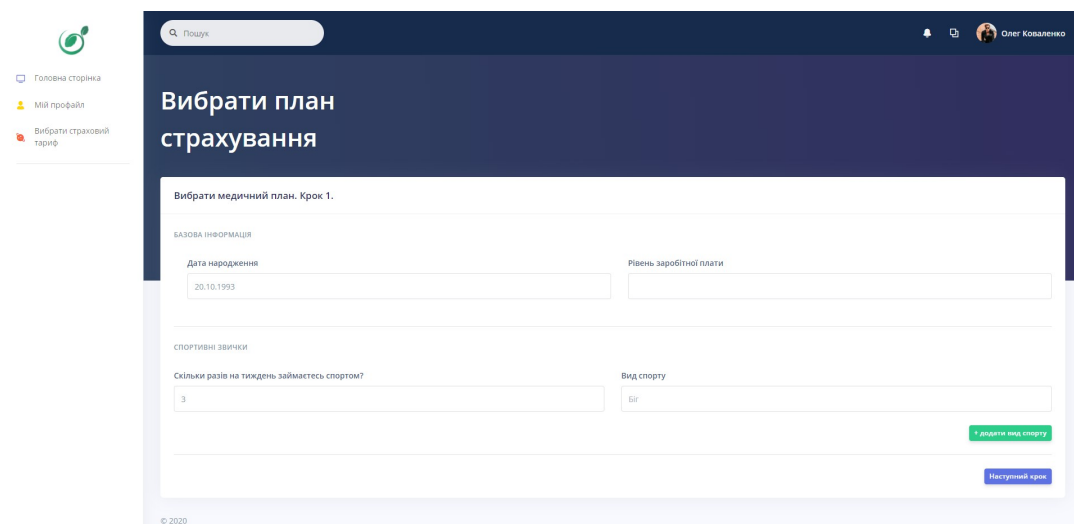 Пошук
Олег Коваленко
Головна сторінка
Мій профайл
Вибрати страховий
тариф
Вибрати план
страхування
Вибрати медичний план. Крок 1.
БАЗОВА ІНФОРМАЦІЯ
Дата народження
Рівень заробітної плати
20.10.1993
СПОРТИВНІ ЗВИЧКИ
Скільки разів на тиждень займаєтесь спортом?
Вид спорту
3
Біг
+ додати вид спорту
Наступний крок
© 2020